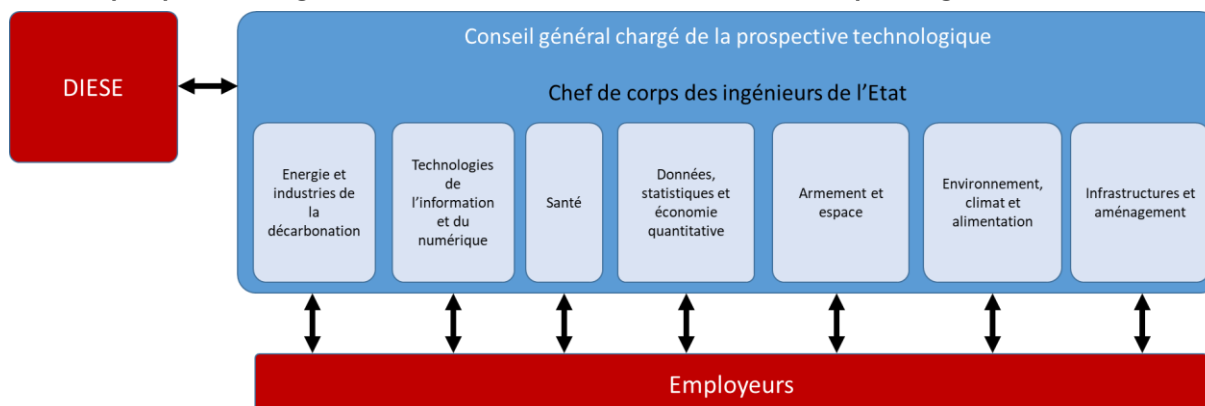 Conseil général chargé de la prospective technologique
DIESE
Chef de corps des ingénieurs de l'Etat
Energie et
industries de
la
décarbonation
Technologies
de
l'information
et du
numérique
Santé
Données,
statistiques et
économie
quantitative
Armement et
espace
Environnement,
climat et
alimentation
Infrastructures et
aménagement
Employeurs